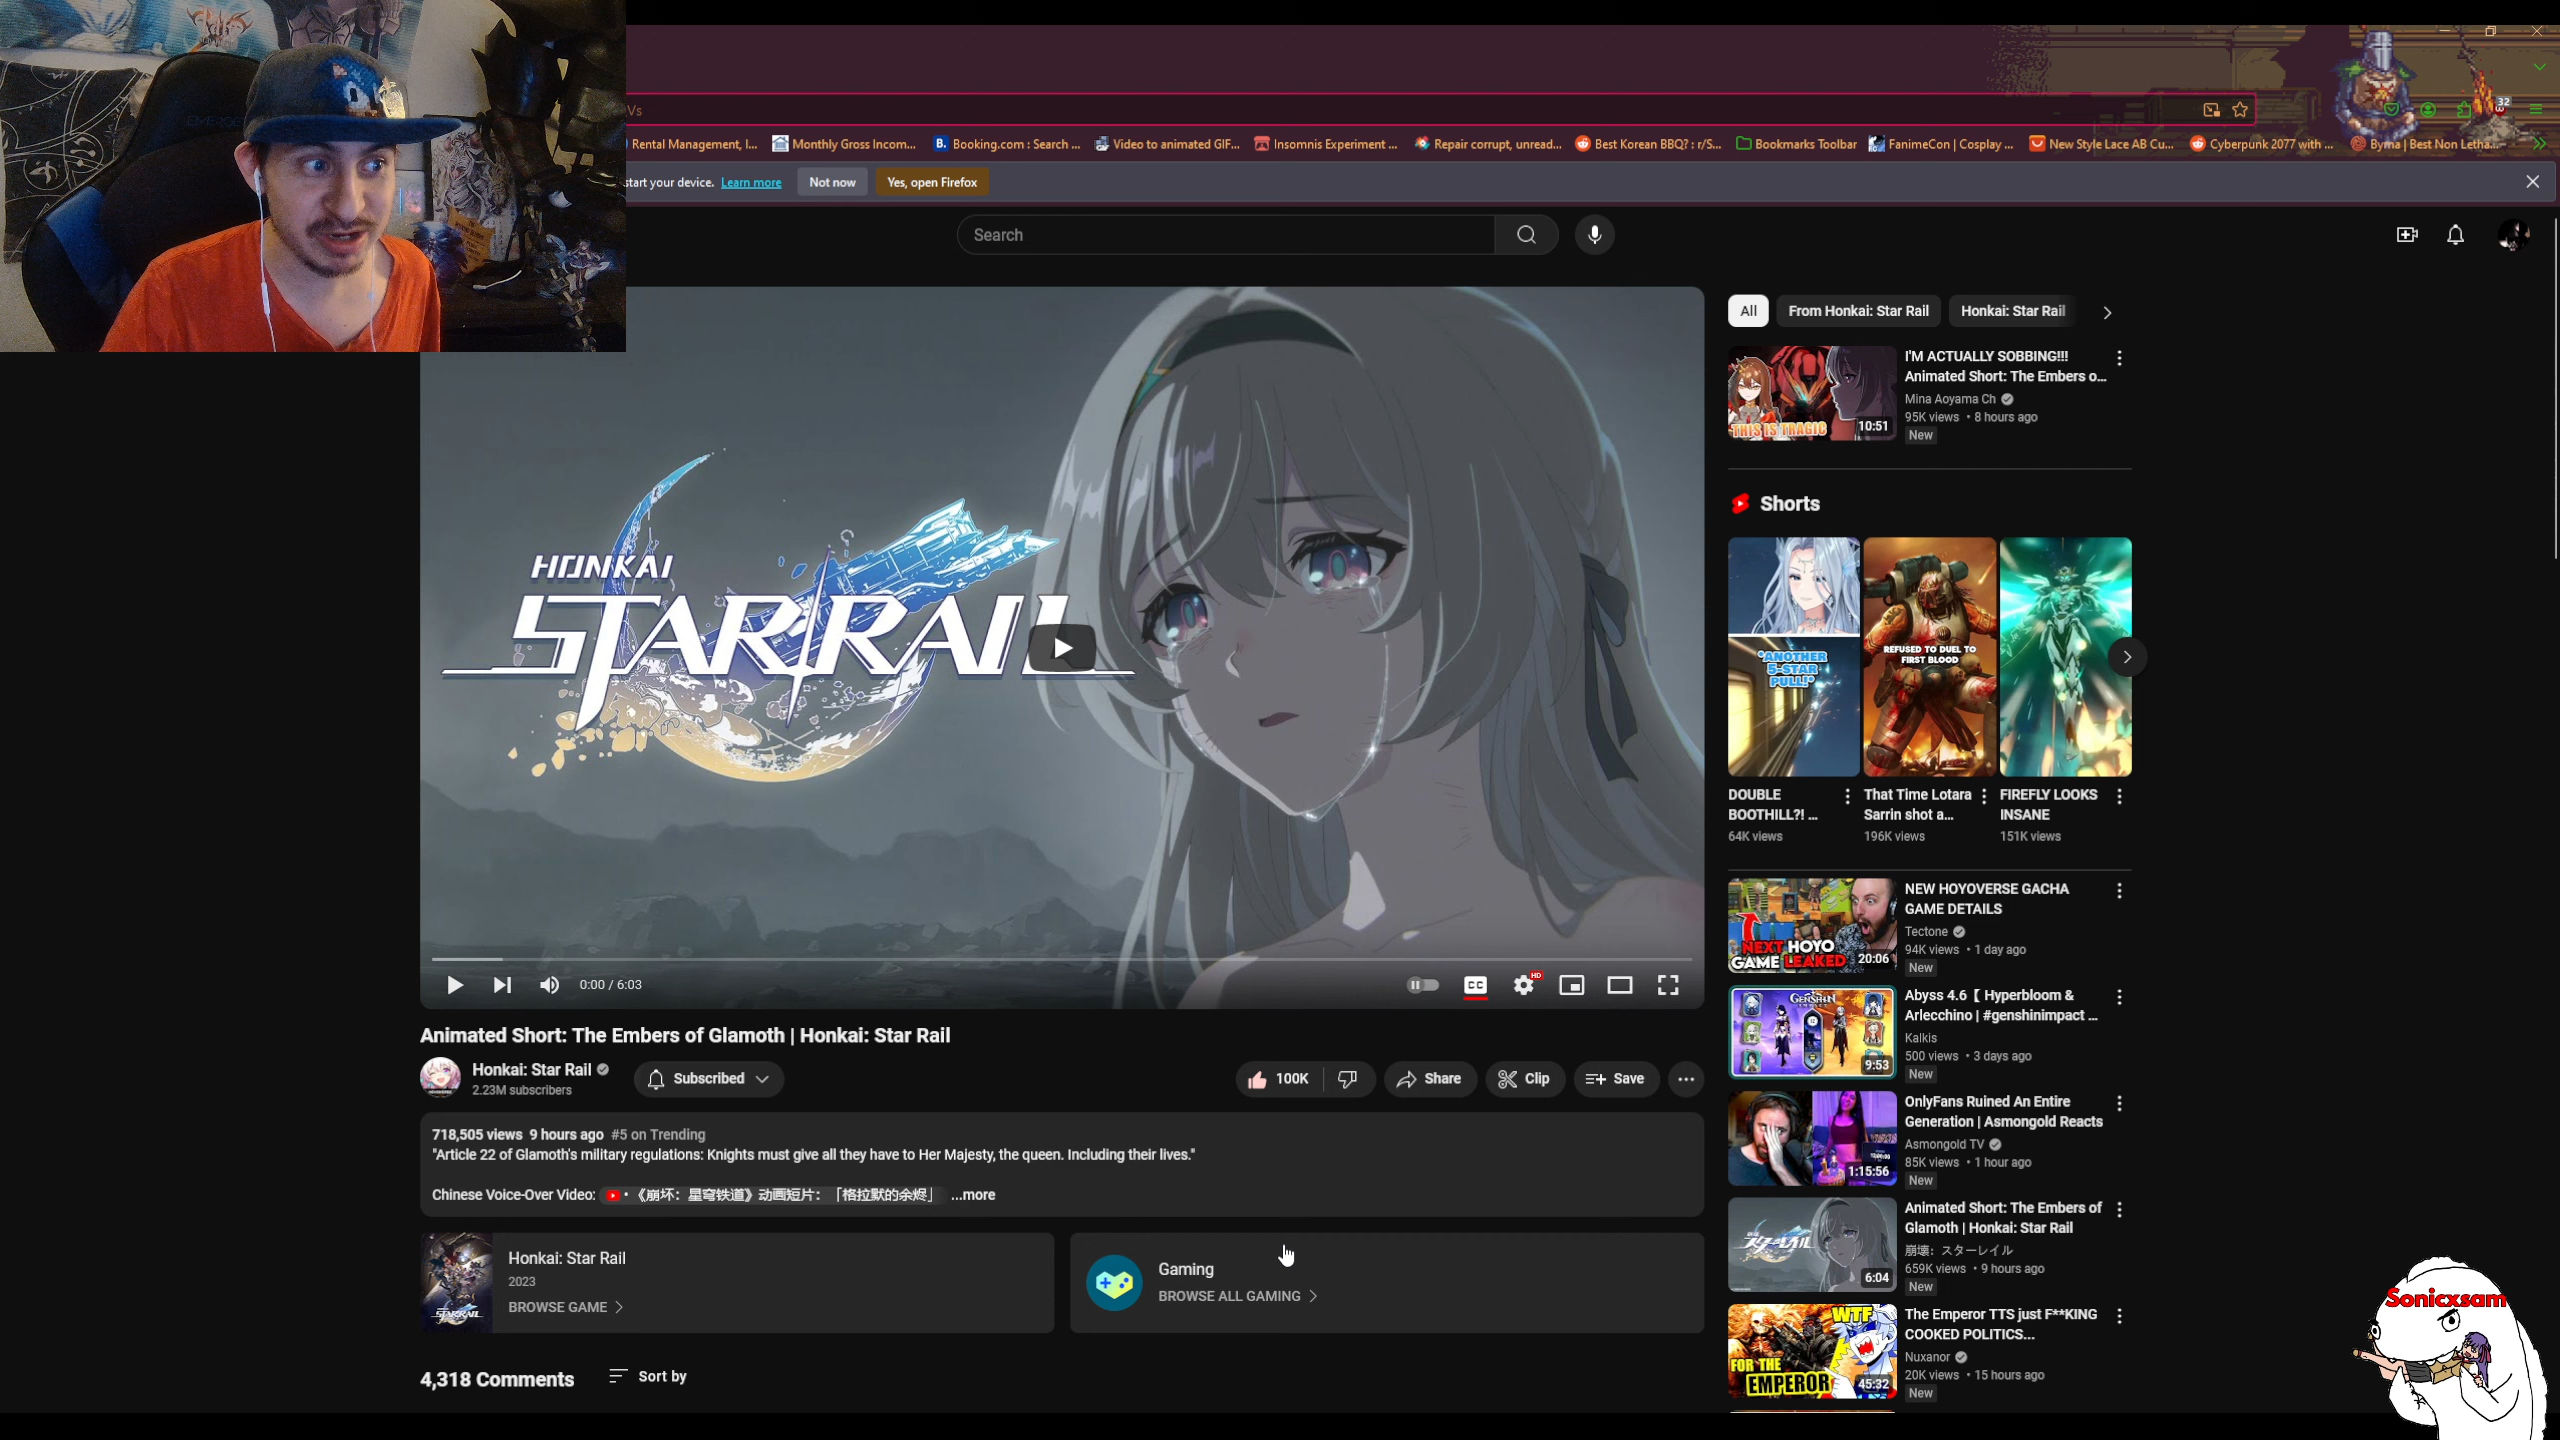 Vs
32
Rental Management, I...
Monthly Gross Incom...
B. Booking.com : Search ...
Video to animated GIF...
Insomnis Experiment ...
Repair corrupt, unread...
Best Korean BBQ? : r/S...
Bookmarks Toolbar
FanimeCon | Cosplay ...
New Style Lace AB Cu...
Cyberpunk 2077 with ...
Byrna | Best Non Letha...
start your device. Learn more
Not now
Yes, open Firefox
Search
HONKAI
STAR RAIL
0:00 / 6:03
CC
HD
Animated Short: The Embers of Glamoth | Honkai: Star Rail
Honkai: Star Rail
2.23M subscribers
Subscribed
100K
Share
Clip
Save
718,505 views 9 hours ago #5 on Trending
"Article 22 of Glamoth's military regulations: Knights must give all they have to Her Majesty, the queen. Including their lives."
Chinese Voice-Over Video: • 《崩坏：星穹铁道》动画短片：「格拉默的余烬」 ...more
STAR RAIL
Honkai: Star Rail
2023
BROWSE GAME
Gaming
BROWSE ALL GAMING
4,318 Comments
Sort by
All
From Honkai: Star Rail
Honkai: Star Rail
THIS IS TRAGIC
10:51
I'M ACTUALLY SOBBING!!!
Animated Short: The Embers o...
Mina Aoyama Ch
95K views • 8 hours ago
New
Shorts
"ANOTHER
5-STAR
PULL!"
REFUSED TO DUEL TO
FIRST BLOOD
DOUBLE
BOOTHILL?! ...
64K views
That Time Lotara
Sarrin shot a...
196K views
FIREFLY LOOKS
INSANE
151K views
NEXT HOYO
GAME LEAKED
20:06
NEW HOYOVERSE GACHA
GAME DETAILS
Tectone
94K views • 1 day ago
New
GENSHIN
9:53
Abyss 4.6【 Hyperbloom &
Arlecchino | #genshinimpact ...
Kalkis
500 views • 3 days ago
New
1:15:56
OnlyFans Ruined An Entire
Generation | Asmongold Reacts
Asmongold TV
85K views • 1 hour ago
New
スターレイル
6:04
Animated Short: The Embers of
Glamoth | Honkai: Star Rail
崩壊：スターレイル
659K views • 9 hours ago
New
WTF
FOR THE
EMPEROR
45:32
The Emperor TTS just F**KING
COOKED POLITICS...
Nuxanor
20K views • 15 hours ago
New
Sonicxsam